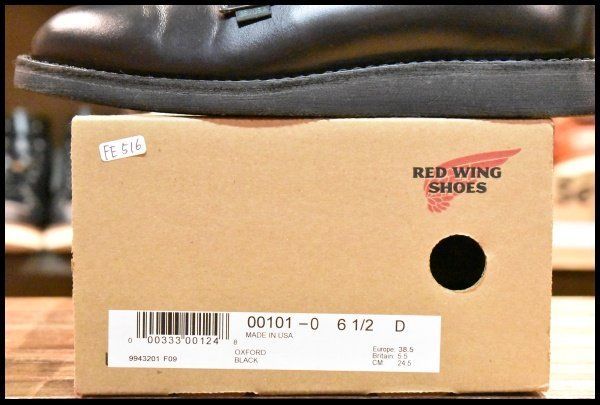 FE516
RED WING
SHOES
00101-0 6 1/2 D
MADE IN USA
0 00333 00124 8
OXFORD
BLACK
9943201 F09
Europe: 38.5
Britain: 5.5
CM 24.5